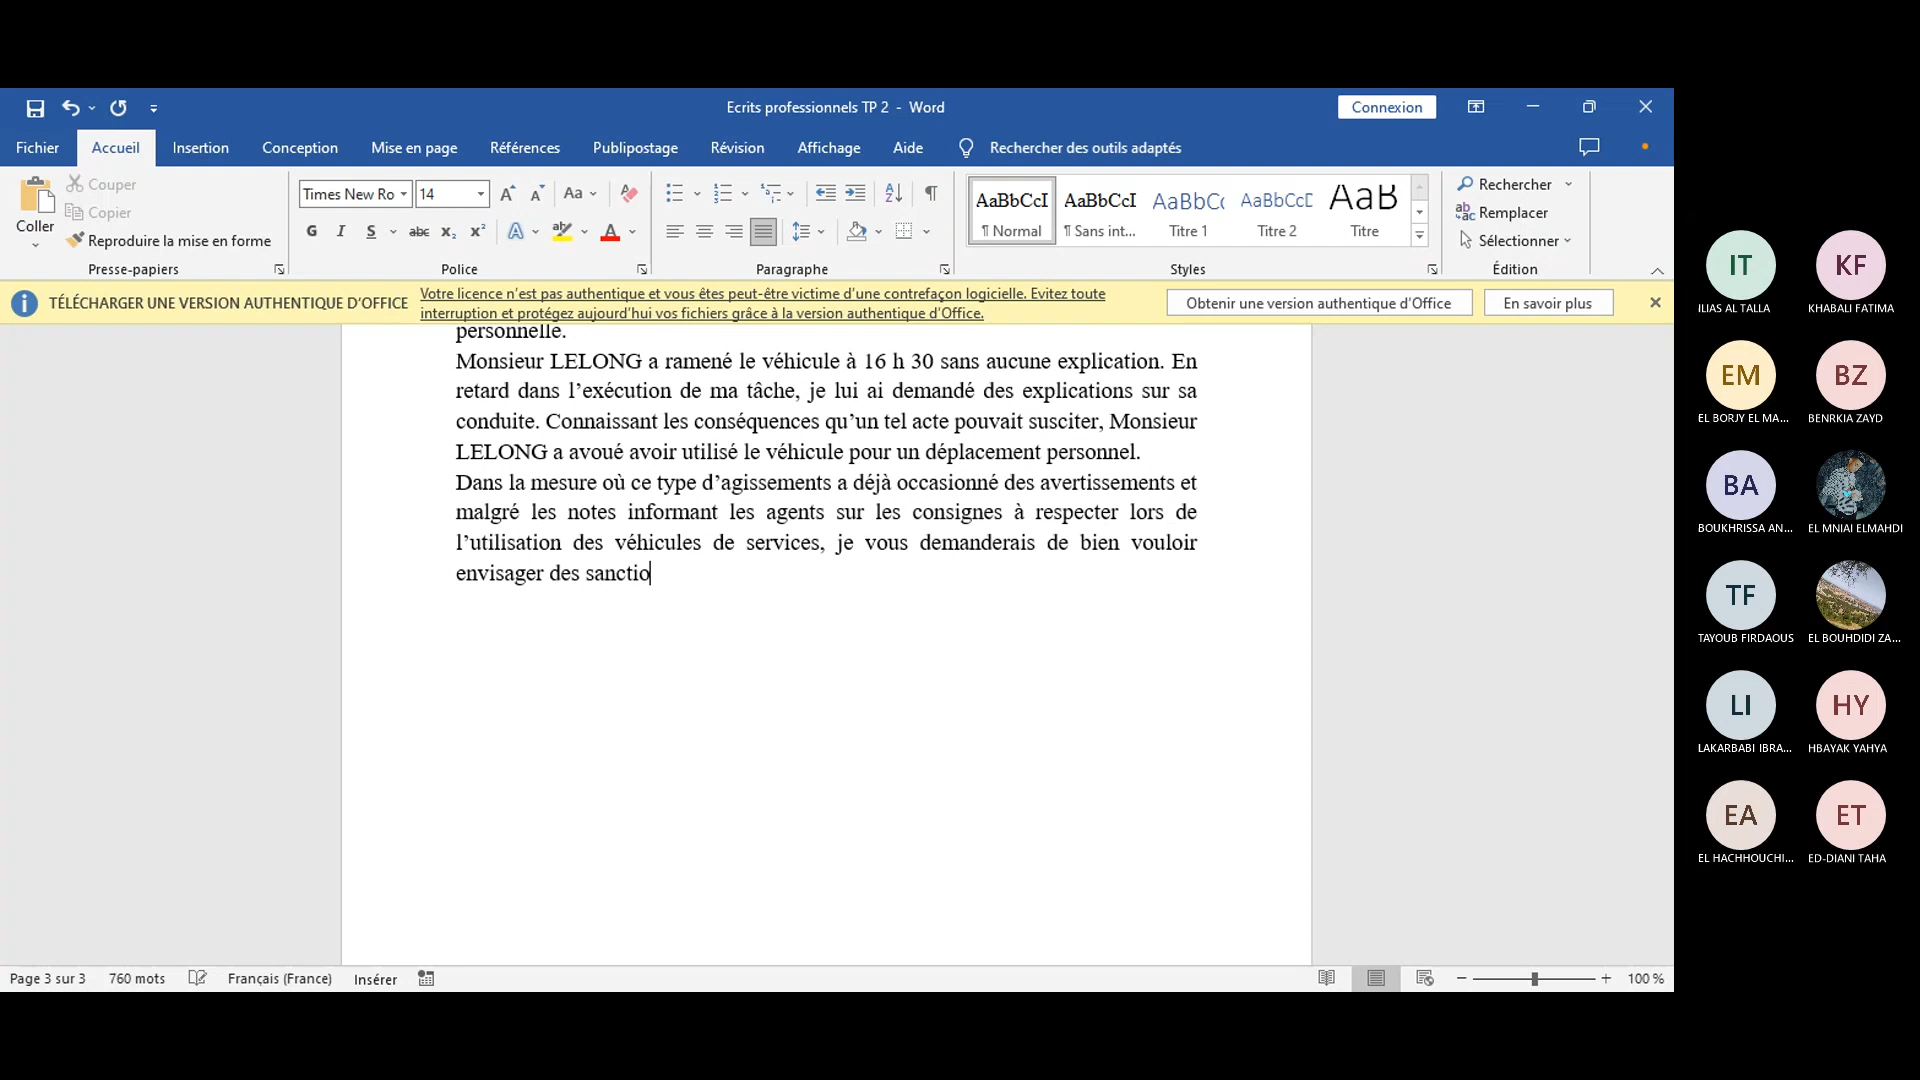 Ecrits professionnels TP 2 - Word
Connexion
Fichier
Accueil
Insertion
Conception
Mise en page
Références
Publipostage
Révision
Affichage
Aide
Rechercher des outils adaptés
Coller
Couper
Copier
Reproduire la mise en forme
Presse-papiers
Times New Ro
14
Aa
G I S abc x₂ x²
A
A
Police
Paragraphe
AaBbCcI
¶ Normal
AaBbCcI
¶ Sans int...
AaBbCc
Titre 1
AaBbCcD
Titre 2
AaB
Titre
Styles
Rechercher
Remplacer
Sélectionner
Édition
TÉLÉCHARGER UNE VERSION AUTHENTIQUE D’OFFICE
Votre licence n’est pas authentique et vous êtes peut-être victime d’une contrefaçon logicielle. Evitez toute
interruption et protégez aujourd’hui vos fichiers grâce à la version authentique d’Office.
Obtenir une version authentique d’Office
En savoir plus
personnelle.
Monsieur LELONG a ramené le véhicule à 16 h 30 sans aucune explication. En
retard dans l’exécution de ma tâche, je lui ai demandé des explications sur sa
conduite. Connaissant les conséquences qu’un tel acte pouvait susciter, Monsieur
LELONG a avoué avoir utilisé le véhicule pour un déplacement personnel.
Dans la mesure où ce type d’agissements a déjà occasionné des avertissements et
malgré les notes informant les agents sur les consignes à respecter lors de
l’utilisation des véhicules de services, je vous demanderais de bien vouloir
envisager des sanctio
Page 3 sur 3
760 mots
Français (France)
Insérer
100 %
IT
ILIAS AL TALLA
KF
KHABALI FATIMA
EM
EL BORJY EL MA...
BZ
BENRKIA ZAYD
BA
BOUKHRISSA AN...
EL MNIAI ELMAHDI
TF
TAYOUB FIRDAOUS
EL BOUHDIDI ZA...
LI
LAKARBABI IBRA...
HY
HBAYAK YAHYA
EA
EL HACHHOUCHI...
ET
ED-DIANI TAHA